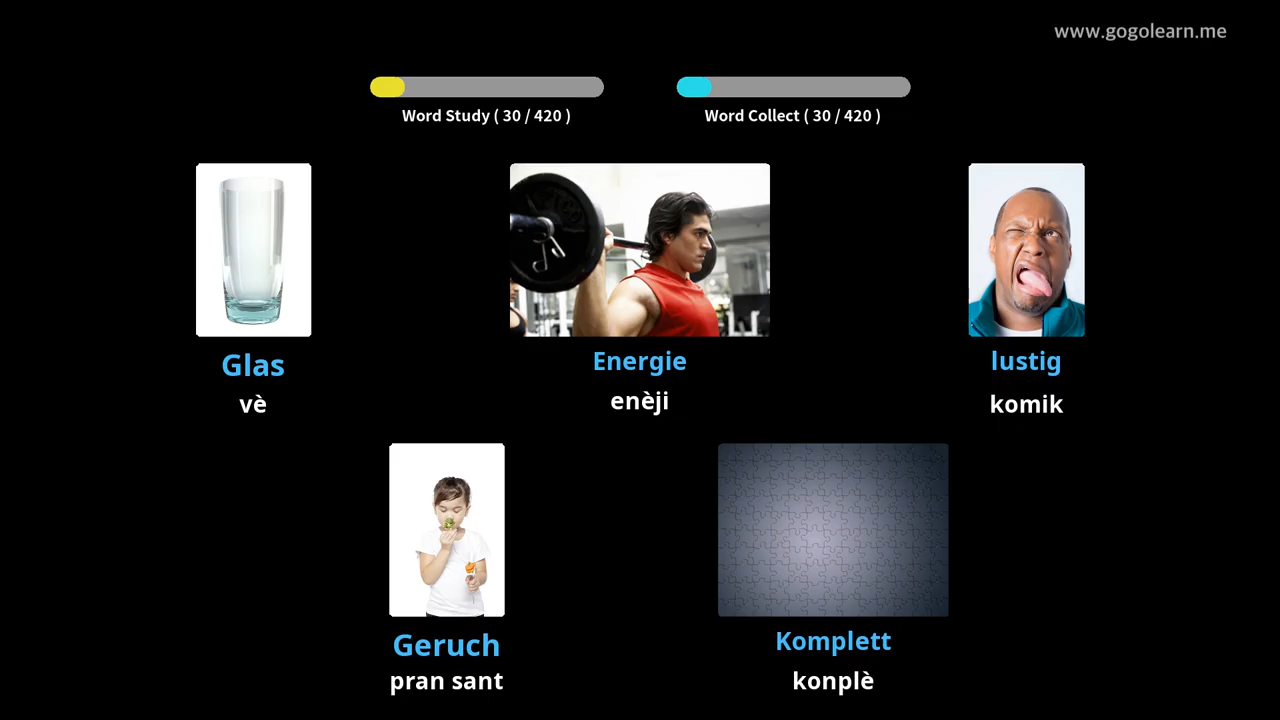 www.gogolearn.me
Word Study ( 30 / 420 )
Word Collect ( 30 / 420 )
Glas
vè
Energie
enèji
lustig
komik
Geruch
pran sant
Komplett
konplè